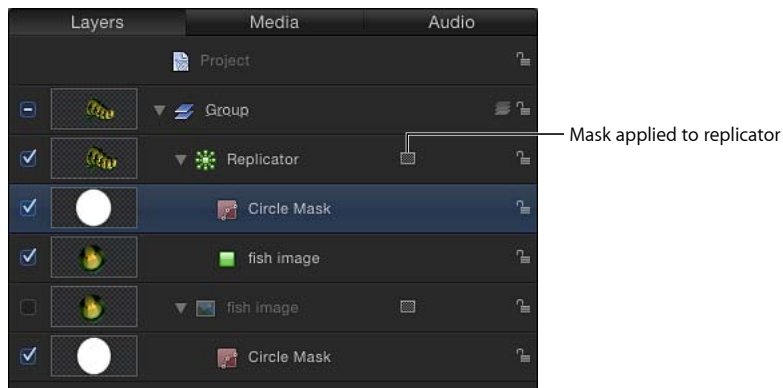 Layers Media Audio
Project
Group
Replicator
Mask applied to replicator
Circle Mask
fish image
fish image
Circle Mask